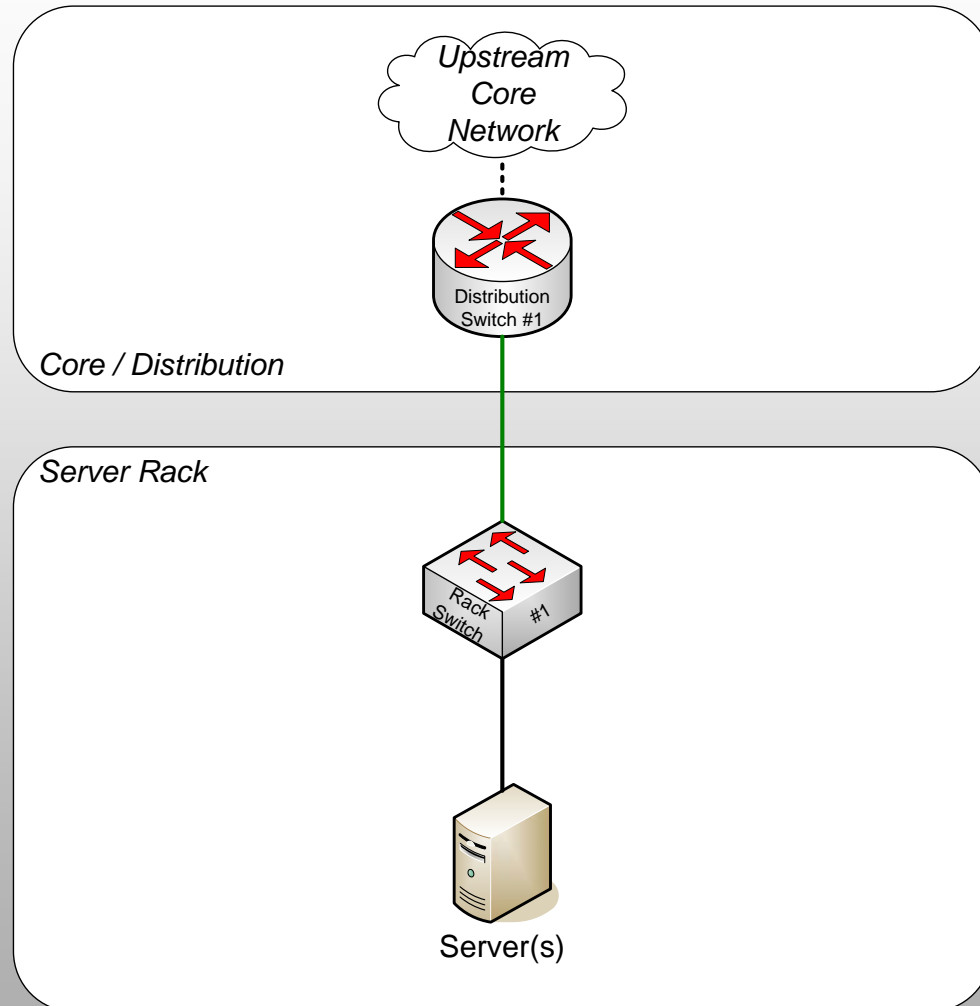 Upstream
Core
Network
Distribution
Switch #1
Core / Distribution
Server Rack
Rack
Switch
#1
Server(s)